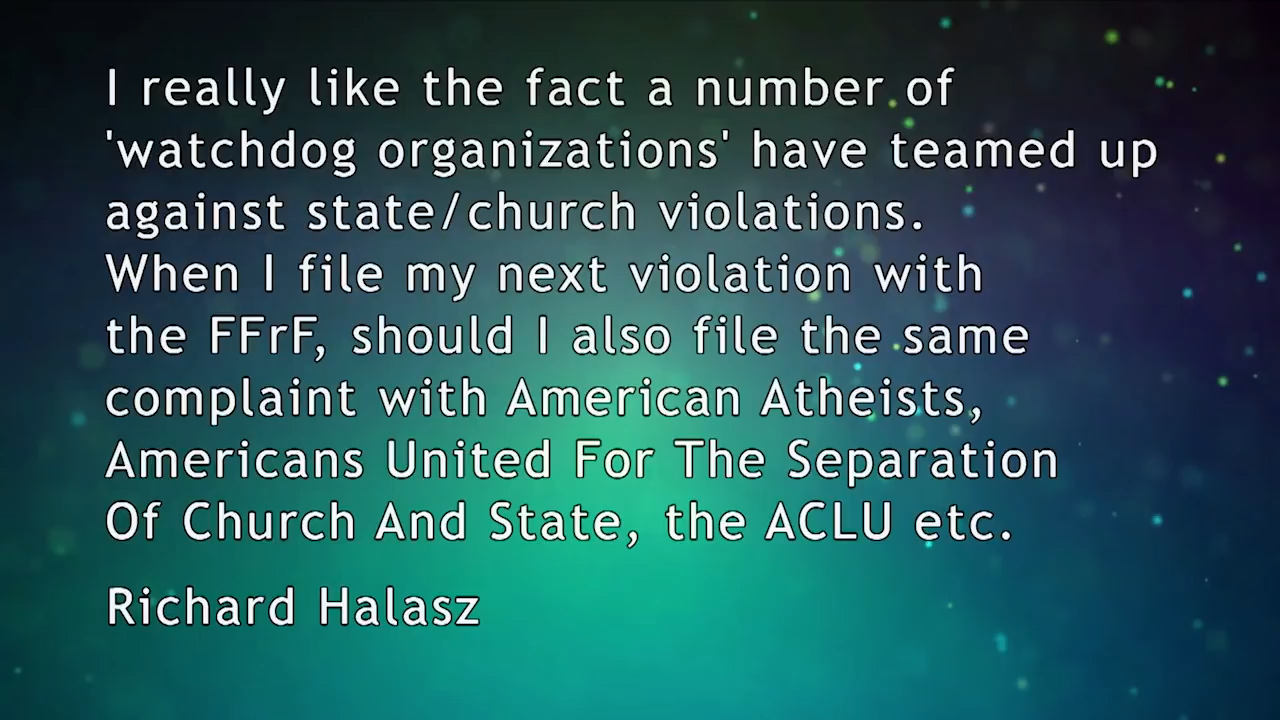 I really like the fact a number of
'watchdog organizations' have teamed up
against state/church violations.
When I file my next violation with
the FFrF, should I also file the same
complaint with American Atheists,
Americans United For The Separation
Of Church And State, the ACLU etc.
Richard Halasz